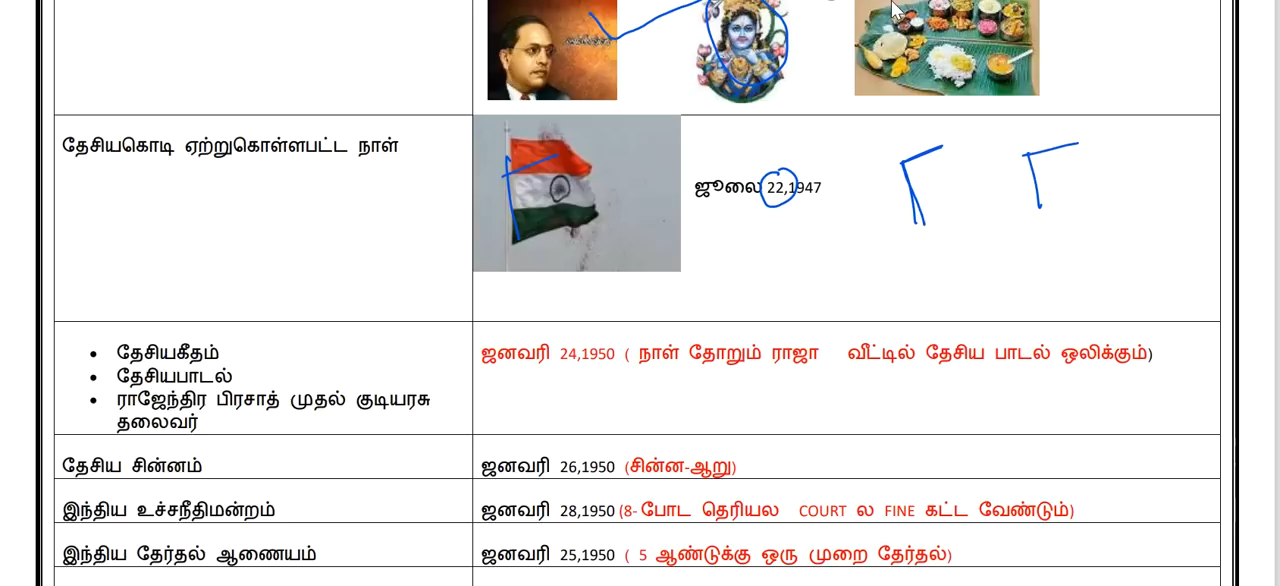 தேசியகொடி ஏற்றுகொள்ளபட்ட நாள்
ஜூலை 22,1947
தேசியகீதம்
ஜனவரி 24,1950 ( நாள் தோறும் ராஜா வீட்டில் தேசிய பாடல் ஒலிக்கும்)
தேசியபாடல்
ராஜேந்திர பிரசாத் முதல் குடியரசு
தலைவர்
தேசிய சின்னம்
ஜனவரி 26,1950 (சின்ன-ஆறு)
இந்திய உச்சநீதிமன்றம்
ஜனவரி 28,1950 (8- போட தெரியல COURT ல FINE கட்ட வேண்டும்)
இந்திய தேர்தல் ஆணையம்
ஜனவரி 25,1950 ( 5 ஆண்டுக்கு ஒரு முறை தேர்தல்)